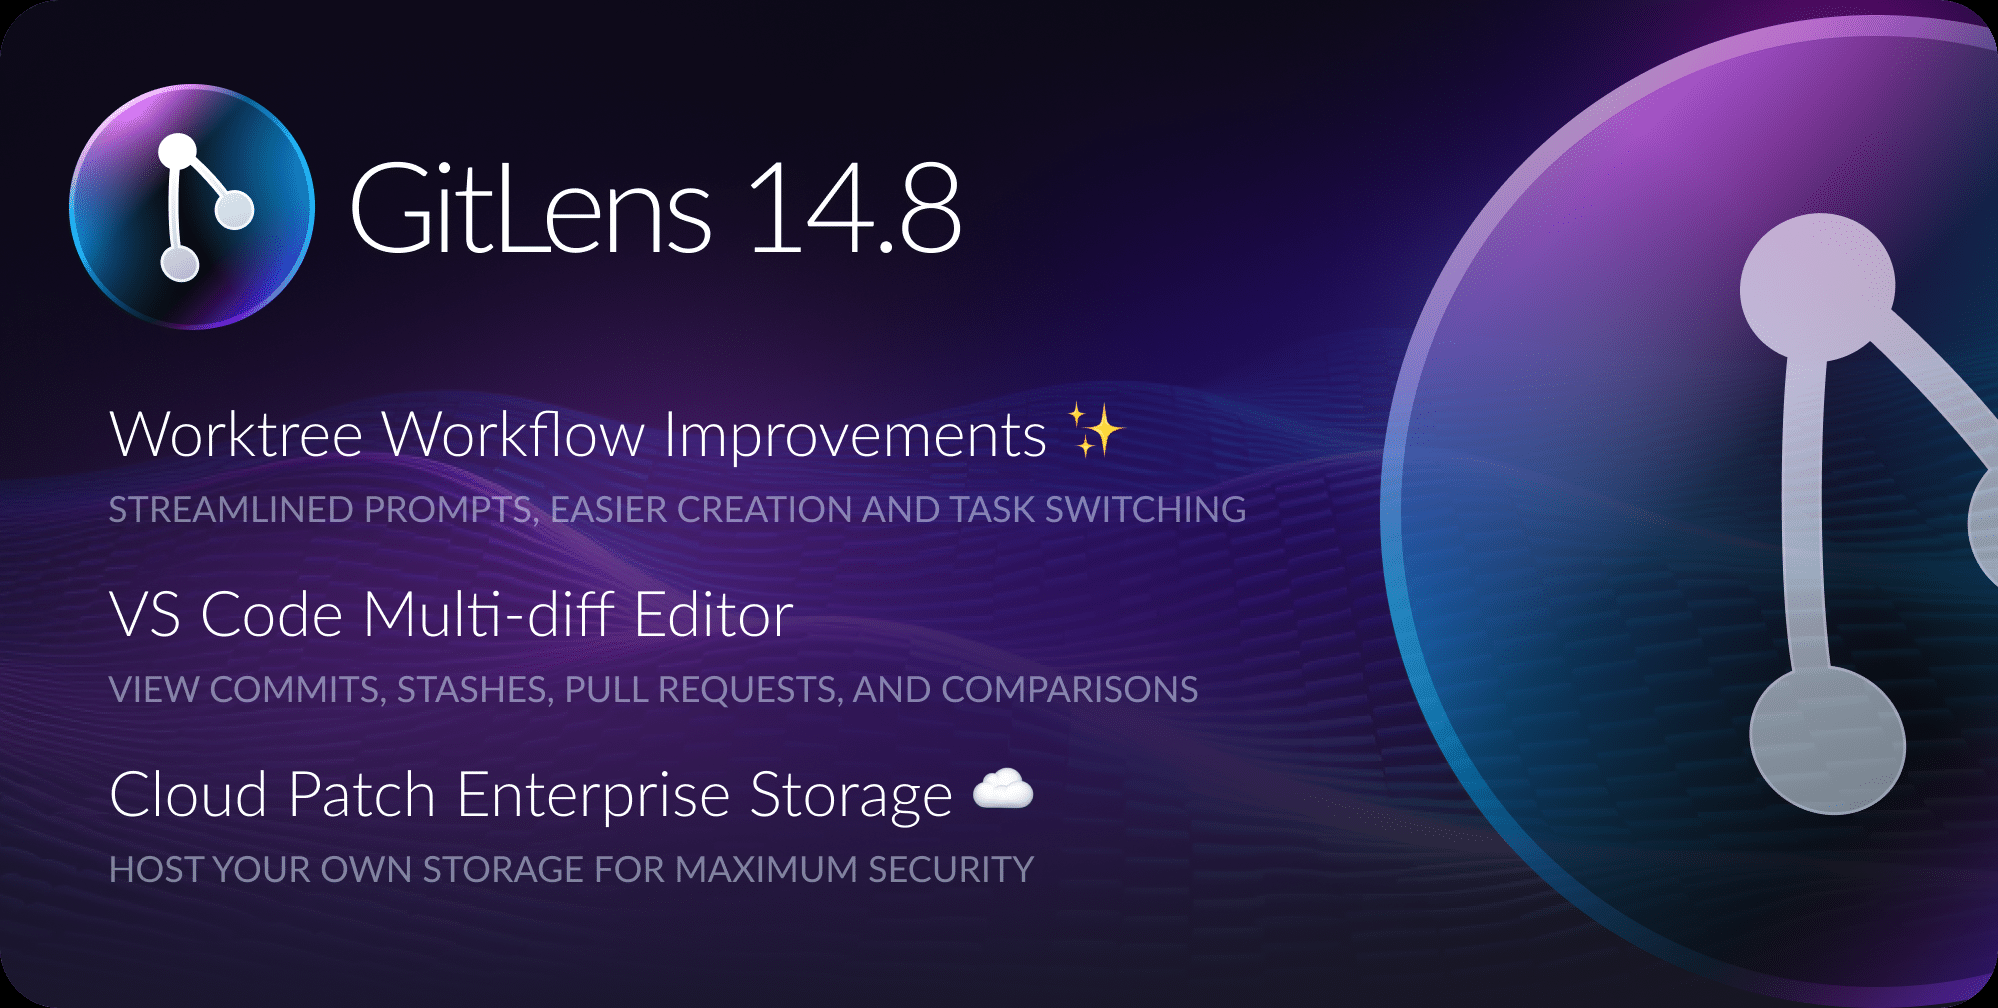 GitLens 14.8
Worktree Workflow Improvements ✨
STREAMLINED PROMPTS, EASIER CREATION AND TASK SWITCHING
VS Code Multi-diff Editor
VIEW COMMITS, STASHES, PULL REQUESTS, AND COMPARISONS
Cloud Patch Enterprise Storage ☁️
HOST YOUR OWN STORAGE FOR MAXIMUM SECURITY